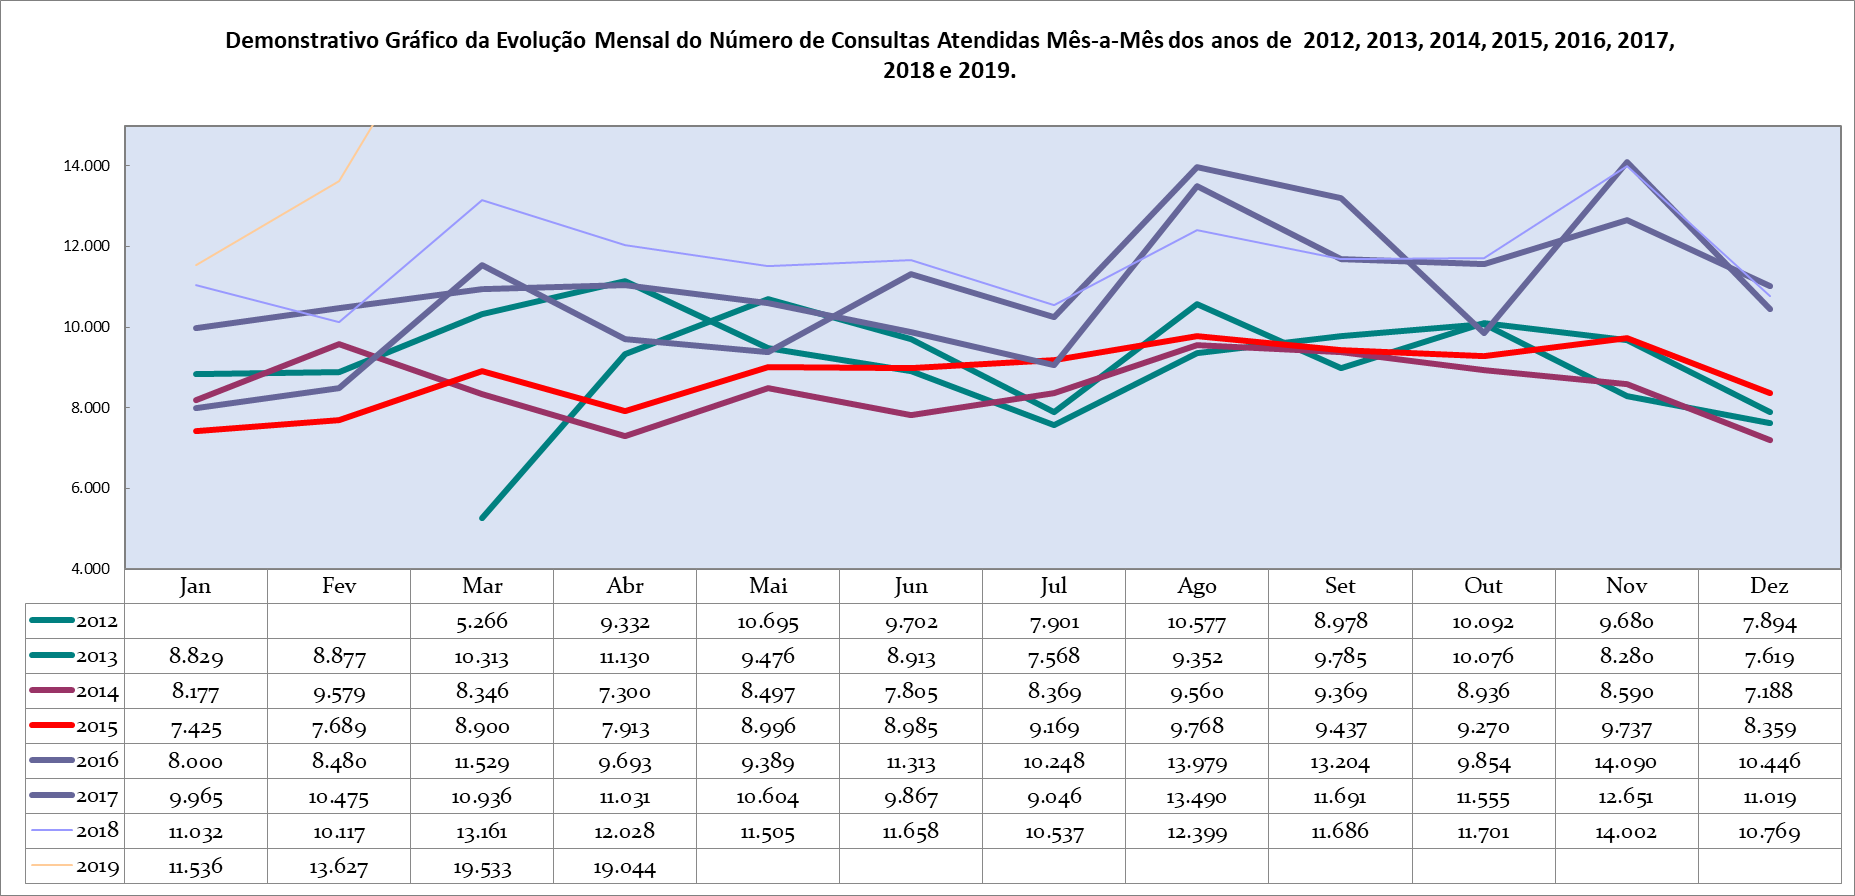 Demonstrativo Gráfico da Evolução Mensal do Número de Consultas Atendidas Mês-a-Mês dos anos de 2012, 2013, 2014, 2015, 2016, 2017,
2018 e 2019.
14.000
12.000
10.000
8.000
6.000
4.000
Jan Fev Mar Abr Mai Jun Jul Ago Set Out Nov Dez
2012 5.266 9.332 10.695 9.702 7.901 10.577 8.978 10.092 9.680 7.894
2013 8.829 8.877 10.313 11.130 9.476 8.913 7.568 9.352 9.785 10.076 8.280 7.619
2014 8.177 9.579 8.346 7.300 8.497 7.805 8.369 9.560 9.369 8.936 8.590 7.188
2015 7.425 7.689 8.900 7.913 8.996 8.985 9.169 9.768 9.437 9.270 9.737 8.359
2016 8.000 8.480 11.529 9.693 9.389 11.313 10.248 13.979 13.204 9.854 14.090 10.446
2017 9.965 10.475 10.936 11.031 10.604 9.867 9.046 13.490 11.691 11.555 12.651 11.019
2018 11.032 10.117 13.161 12.028 11.505 11.658 10.537 12.399 11.686 11.701 14.002 10.769
2019 11.536 13.627 19.533 19.044